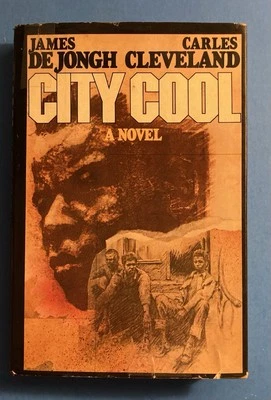 JAMES CARLES
DE JONGH CLEVELAND
CITY COOL
A NOVEL